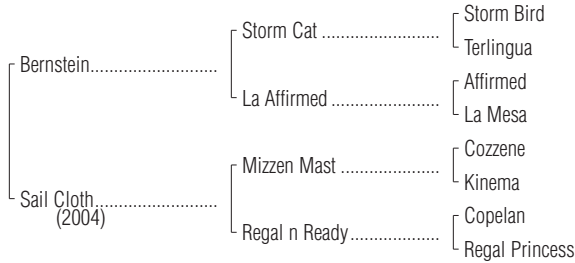 Storm Bird
Storm Cat ........................
Terlingua
Bernstein..........................
Affirmed
La Affirmed ......................
La Mesa
Cozzene
Mizzen Mast ....................
Kinema
Sail Cloth.........................
(2004)
Copelan
Regal n Ready..................
Regal Princess